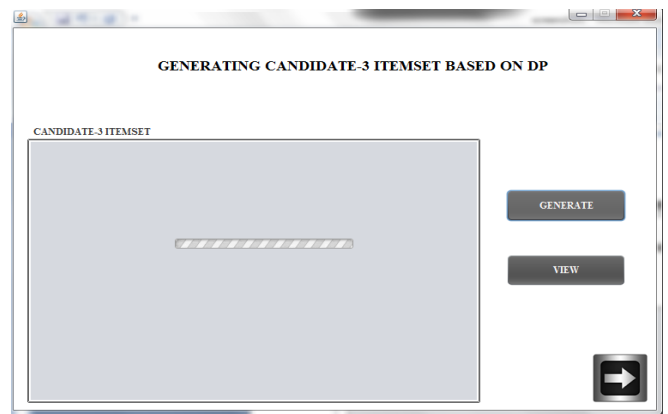 GENERATING CANDIDATE-3 ITEMSET BASED ON DP
CANDIDATE-3 ITEMSET
GENERATE
VIEW